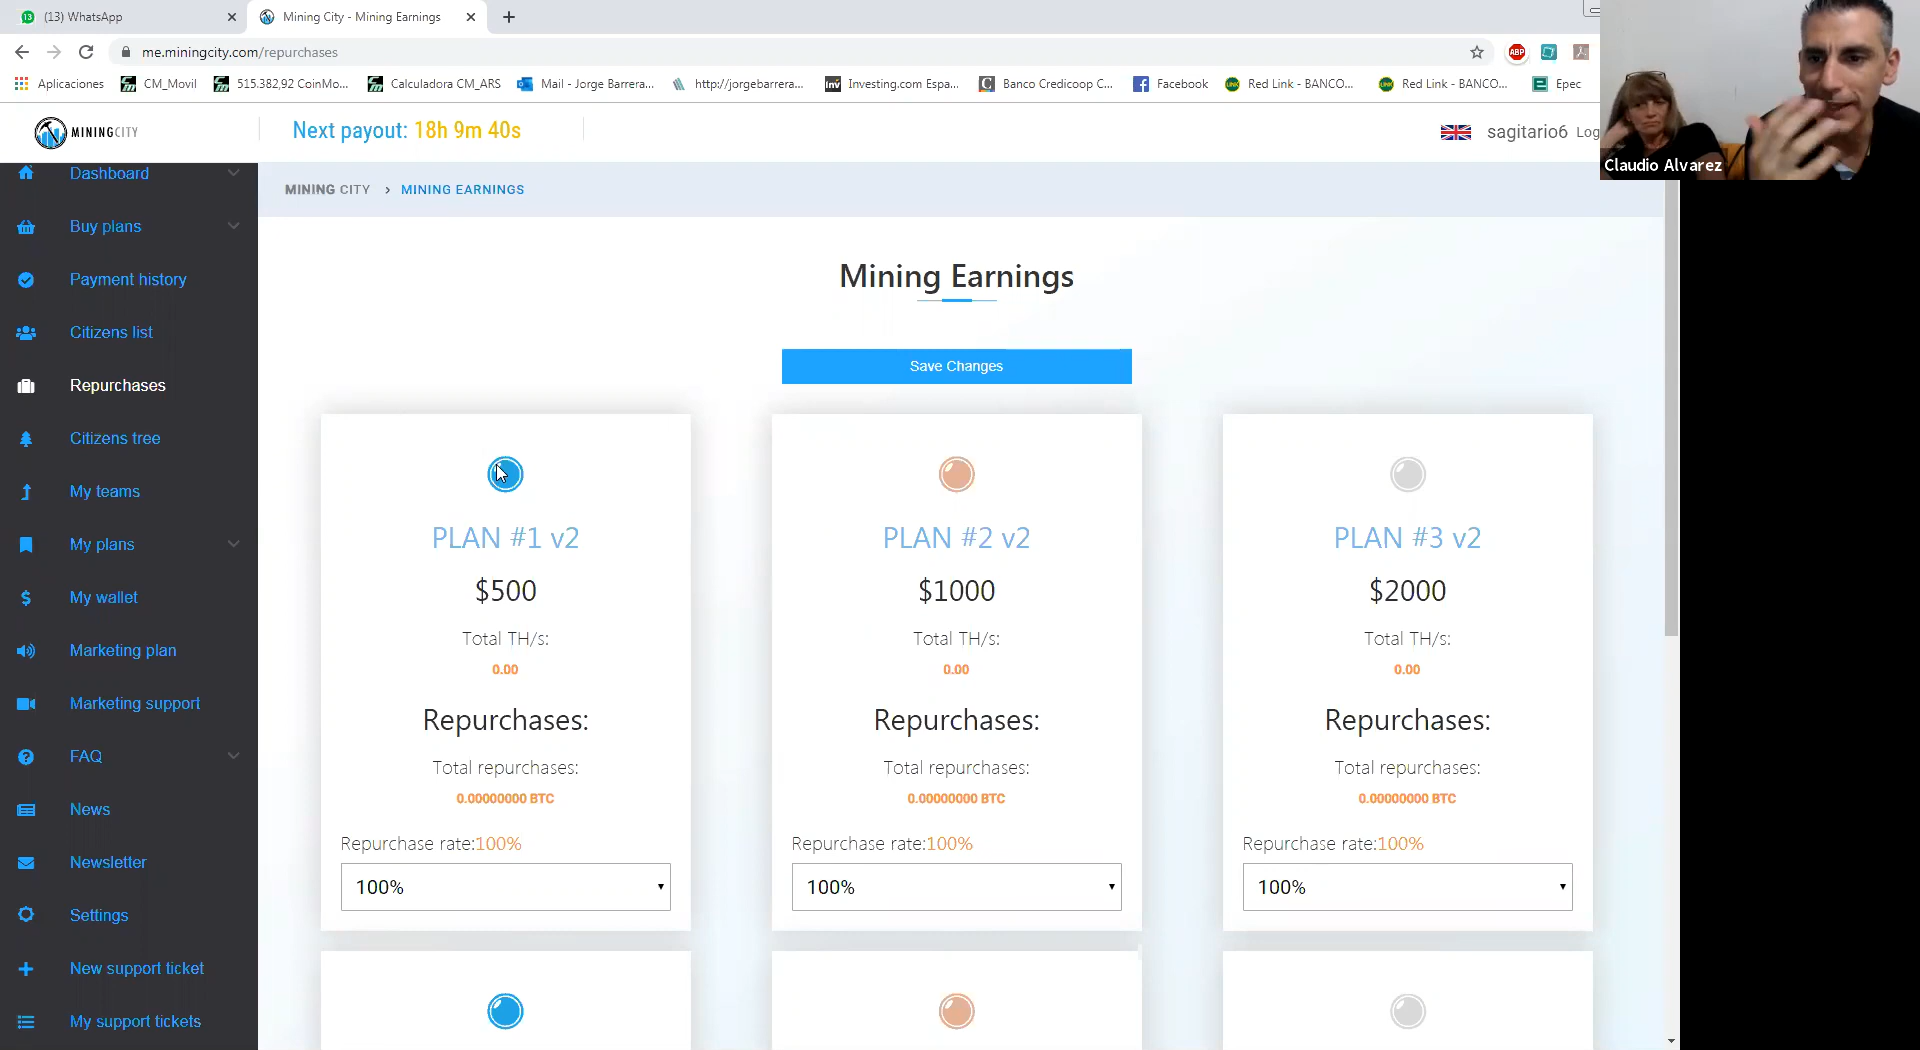 (13) WhatsApp
Mining City - Mining Earnings
me.miningcity.com/repurchases
ABP
Aplicaciones
CM_Movil
515.382,92 CoinMo...
Calculadora CM_ARS
Mail - Jorge Barrera...
http://jorgebarrera...
Inv
Investing.com Espa...
Banco Credicoop C...
Facebook
LINK
Red Link - BANCO...
LINK
Red Link - BANCO...
Epec
MININGCITY
Next payout: 18h 9m 40s
sagitario6
Log
Claudio Alvarez
Dashboard
Buy plans
Payment history
Citizens list
Repurchases
Citizens tree
My teams
My plans
My wallet
Marketing plan
Marketing support
FAQ
News
Newsletter
Settings
New support ticket
My support tickets
MINING CITY > MINING EARNINGS
Mining Earnings
Save Changes
PLAN #1 v2
$500
Total TH/s:
0.00
Repurchases:
Total repurchases:
0.00000000 BTC
Repurchase rate:100%
100%
PLAN #2 v2
$1000
Total TH/s:
0.00
Repurchases:
Total repurchases:
0.00000000 BTC
Repurchase rate:100%
100%
PLAN #3 v2
$2000
Total TH/s:
0.00
Repurchases:
Total repurchases:
0.00000000 BTC
Repurchase rate:100%
100%